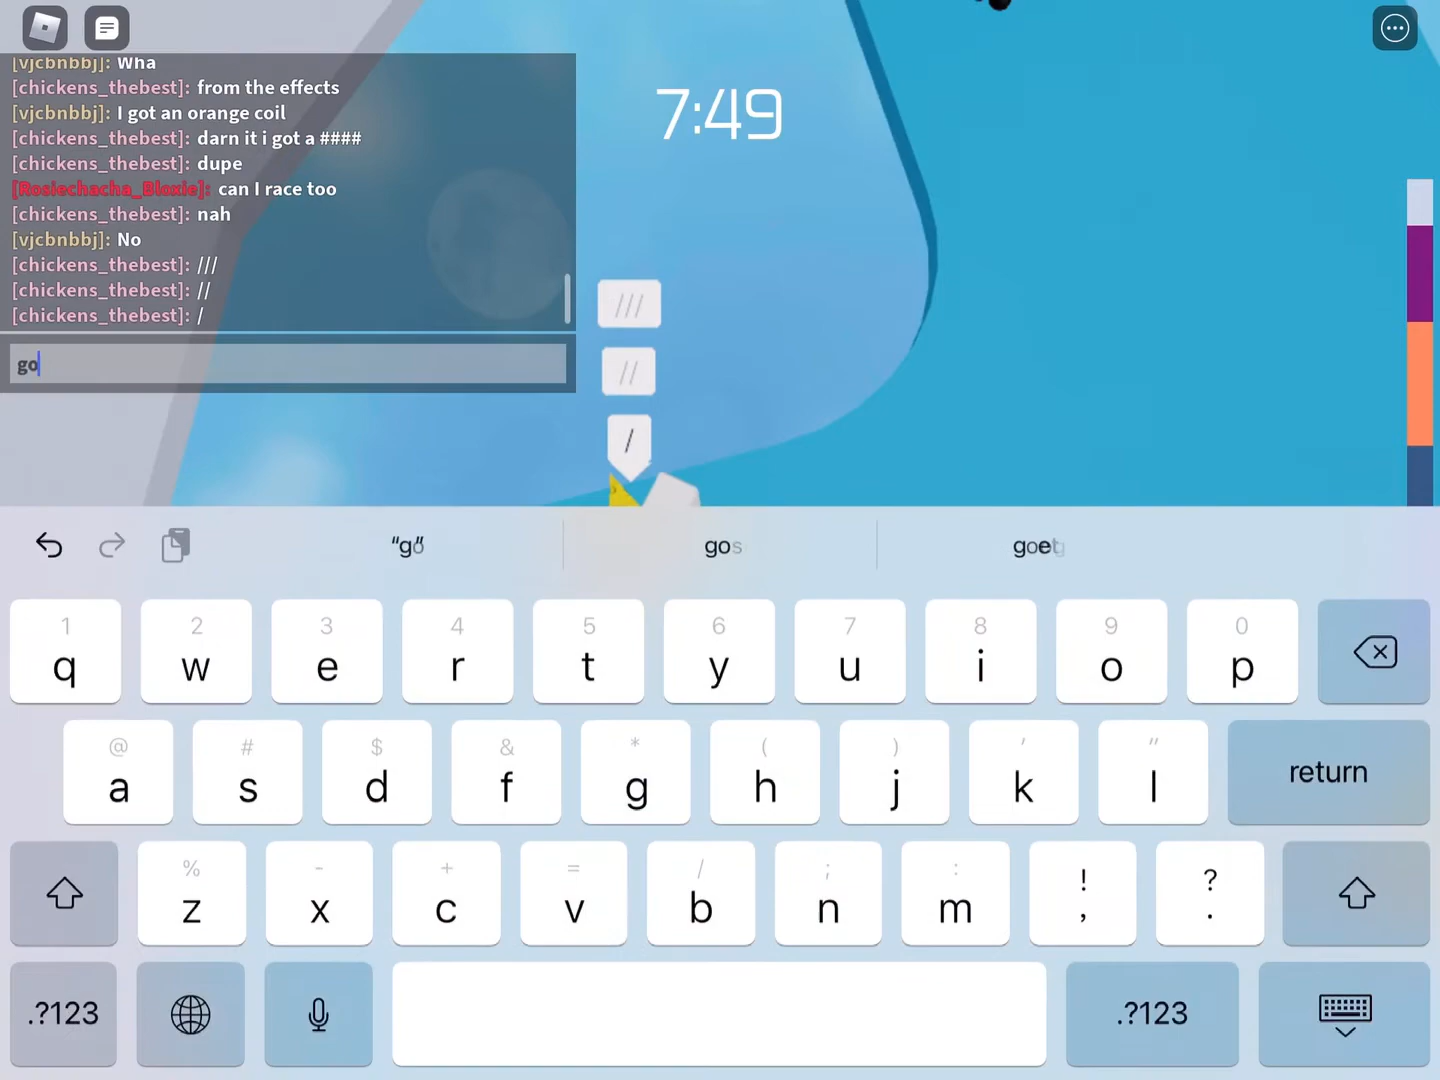 [vjcbnbbj]: Wha
[chickens_thebest]: from the effects
[vjcbnbbj]: I got an orange coil
[chickens_thebest]: darn it i got a ####
[chickens_thebest]: dupe
[Rosiechacha_Bloxie]: can I race too
[chickens_thebest]: nah
[vjcbnbbj]: No
[chickens_thebest]: ///
[chickens_thebest]: //
[chickens_thebest]: /
go
7:49
///
//
/
“go” gos
1 2 3 4 5 6 7 8 9 0
q w e r t y u i o p
@ # $ & * ( ) ' "
a s d f g h j k l return
% - + = / ; : ! ?
z x c v b n m , .
.?123 .?123